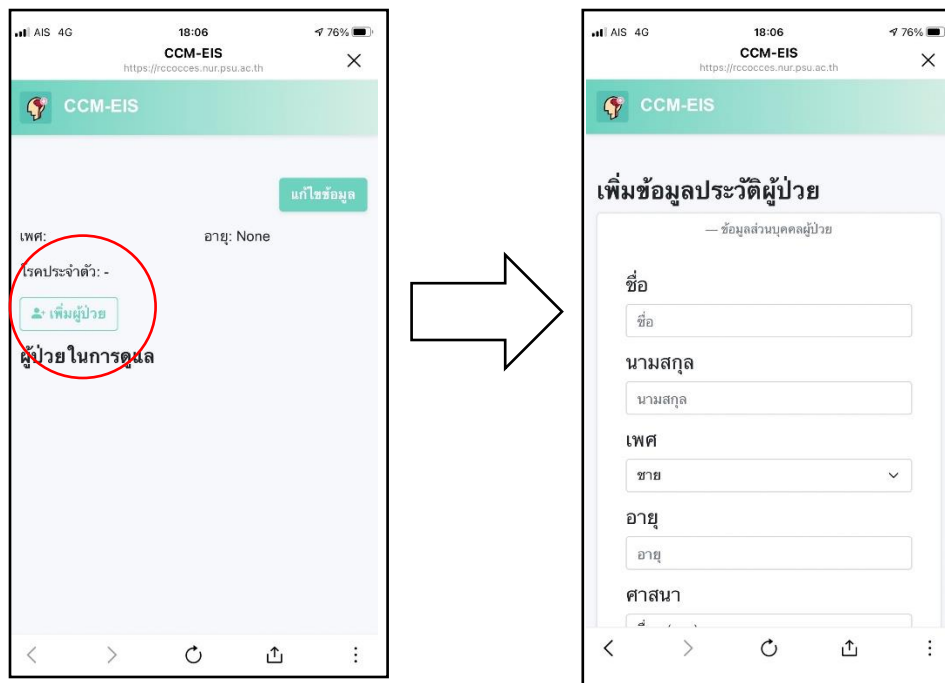 AIS 4G 18:06 76%
CCM-EIS
https://rccocces.nur.psu.ac.th
CCM-EIS
แก้ไขข้อมูล
เพศ: อายุ: None
โรคประจำตัว: -
เพิ่มผู้ป่วย
ผู้ป่วยในการดูแล
AIS 4G 18:06 76%
CCM-EIS
https://rccocces.nur.psu.ac.th
CCM-EIS
เพิ่มข้อมูลประวัติผู้ป่วย
— ข้อมูลส่วนบุคคลผู้ป่วย
ชื่อ
ชื่อ
นามสกุล
นามสกุล
เพศ
ชาย
อายุ
อายุ
ศาสนา